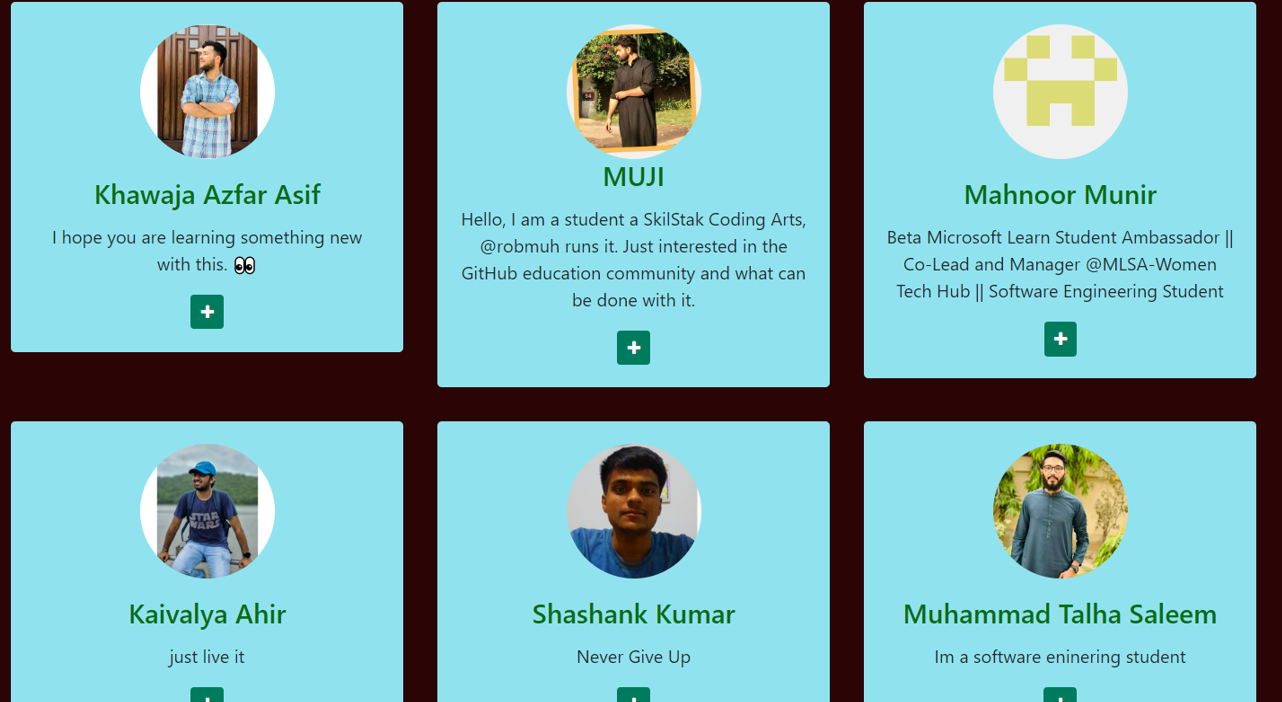 Khawaja Azfar Asif
I hope you are learning something new
with this. 👀
MUJI
Hello, I am a student a SkilStak Coding Arts,
@robmuh runs it. Just interested in the
GitHub education community and what can
be done with it.
Mahnoor Munir
Beta Microsoft Learn Student Ambassador ||
Co-Lead and Manager @MLSA-Women
Tech Hub || Software Engineering Student
Kaivalya Ahir
just live it
STAR
WARS
Shashank Kumar
Never Give Up
Muhammad Talha Saleem
Im a software eninering student